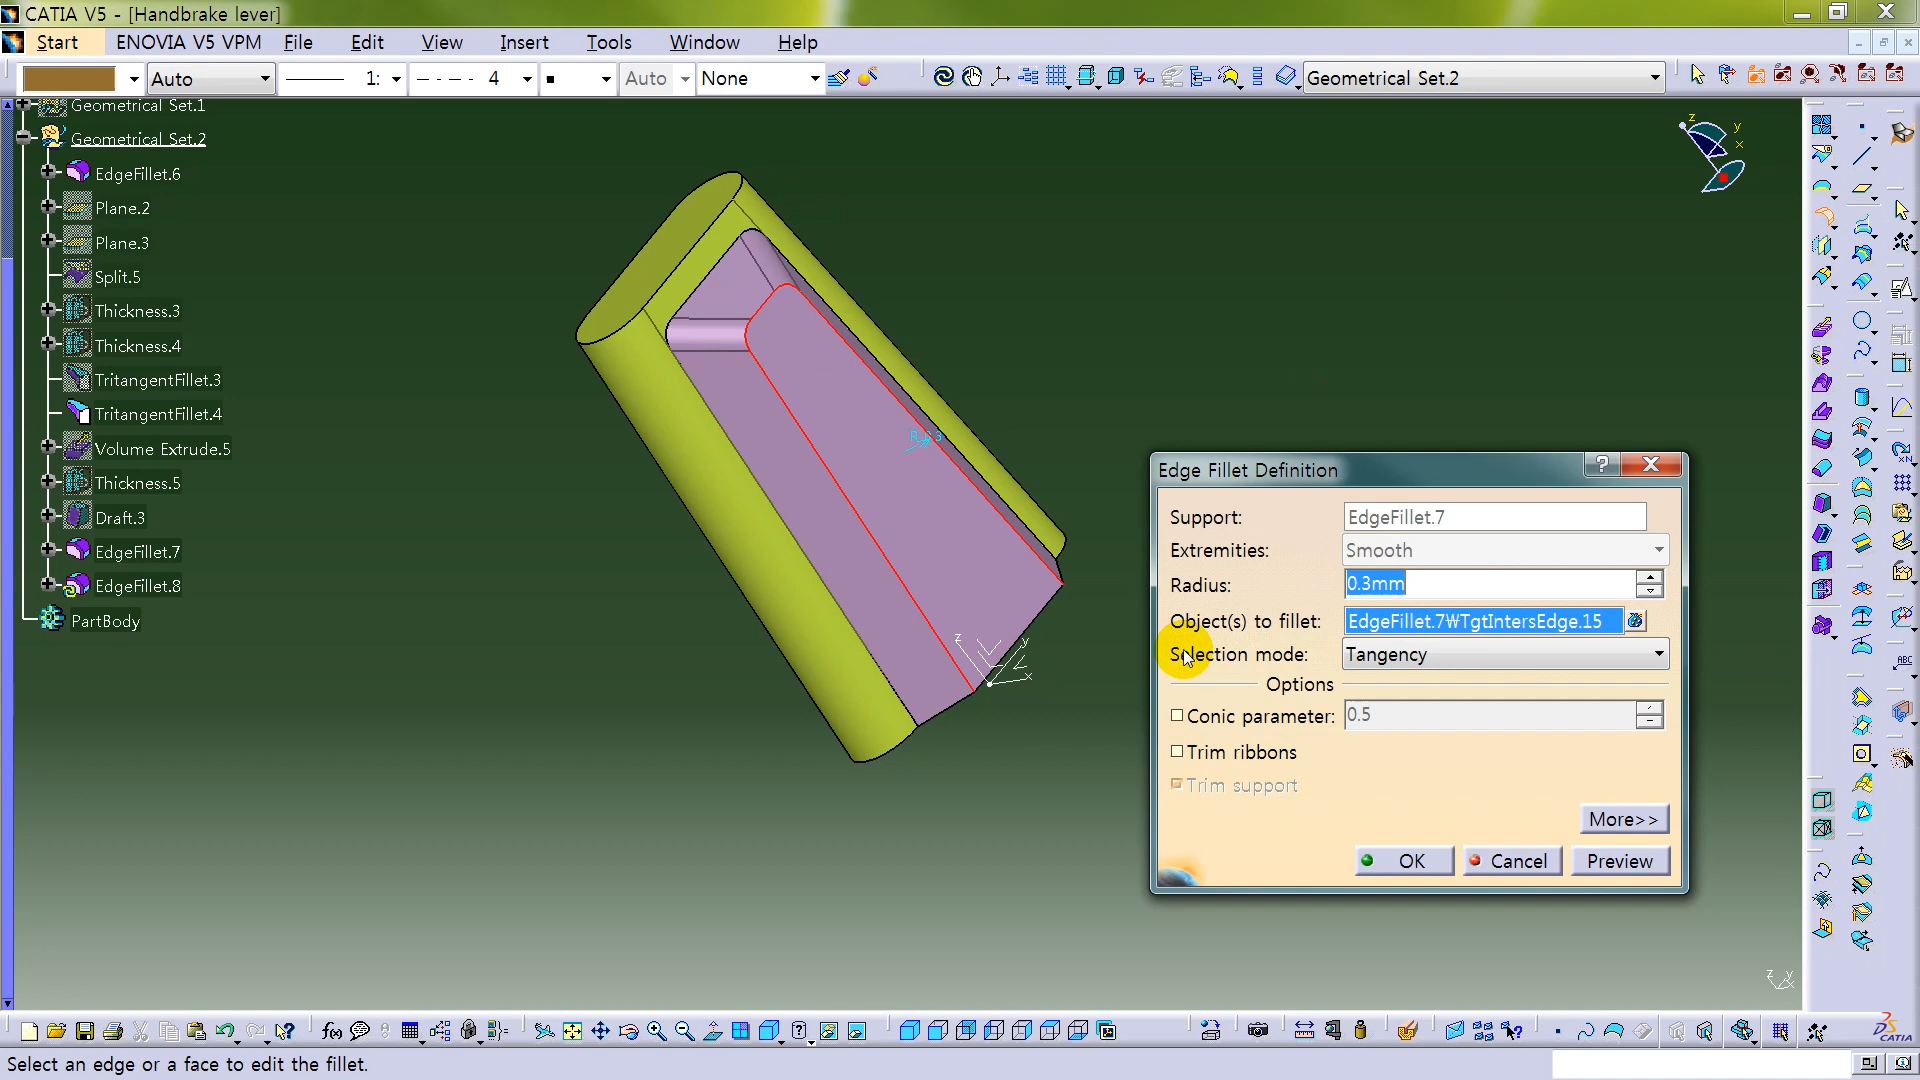 CATIA V5 - [Handbrake lever]
Start ENOVIA V5 VPM File Edit View Insert Tools Window Help
Auto 1: 4 Auto None Geometrical Set.2
Geometrical Set.1
Geometrical Set.2
EdgeFillet.6
Plane.2
Plane.3
Split.5
Thickness.3
Thickness.4
TritangentFillet.3
TritangentFillet.4
Volume Extrude.5
Thickness.5
Draft.3
EdgeFillet.7
EdgeFillet.8
PartBody
z y x
z y x
Edge Fillet Definition
Support: EdgeFillet.7
Extremities: Smooth
Radius: 0.3mm
Object(s) to fillet: EdgeFillet.7₩TgtIntersEdge.15
Selection mode: Tangency
Options
Conic parameter: 0.5
Trim ribbons
Trim support
More>>
OK Cancel Preview
z y
CATIA
Select an edge or a face to edit the fillet.